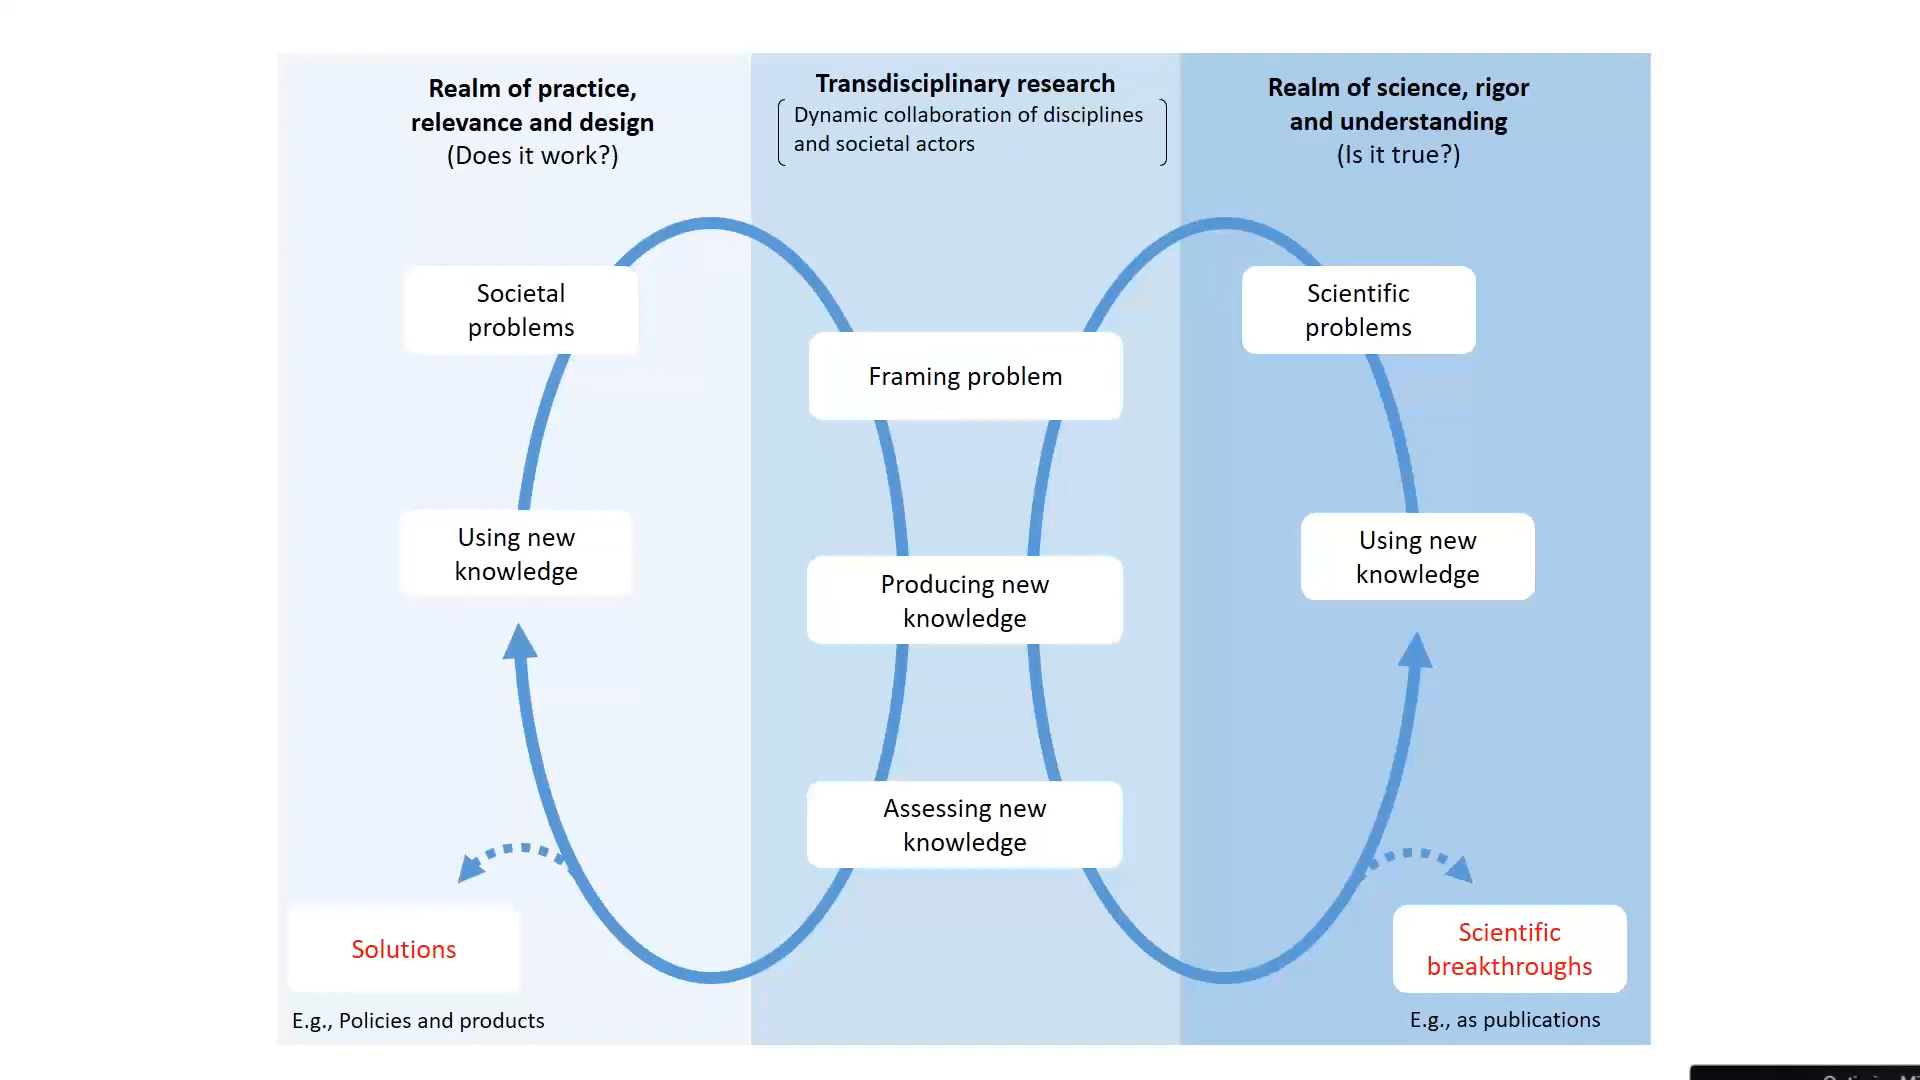 Realm of practice,
relevance and design
(Does it work?)
Transdisciplinary research
Dynamic collaboration of disciplines
and societal actors
Realm of science, rigor
and understanding
(Is it true?)
Societal
problems
Framing problem
Scientific
problems
Using new
knowledge
Producing new
knowledge
Using new
knowledge
Assessing new
knowledge
Solutions
E.g., Policies and products
Scientific
breakthroughs
E.g., as publications